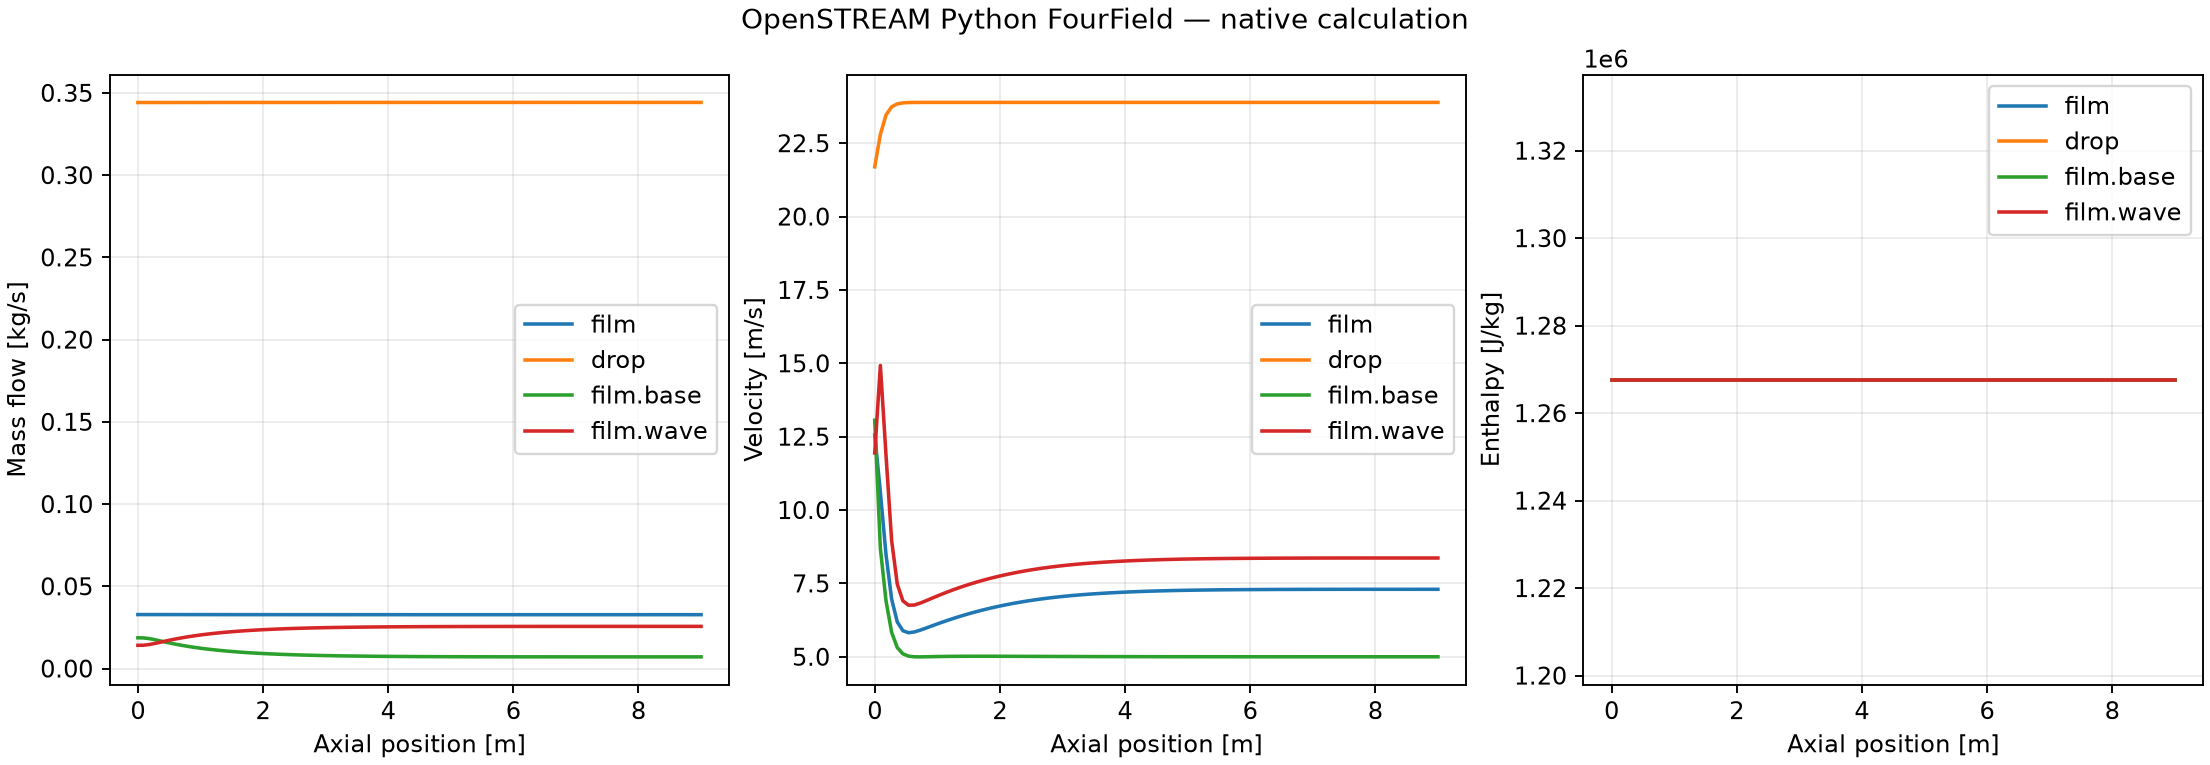 OpenSTREAM Python FourField — native calculation
Mass flow [kg/s]
0.35
0.30
0.25
0.20
0.15
0.10
0.05
0.00
film
drop
film.base
film.wave
0 2 4 6 8
Axial position [m]
Velocity [m/s]
22.5
20.0
17.5
15.0
12.5
10.0
7.5
5.0
film
drop
film.base
film.wave
0 2 4 6 8
Axial position [m]
1e6
Enthalpy [J/kg]
1.32
1.30
1.28
1.26
1.24
1.22
1.20
film
drop
film.base
film.wave
0 2 4 6 8
Axial position [m]